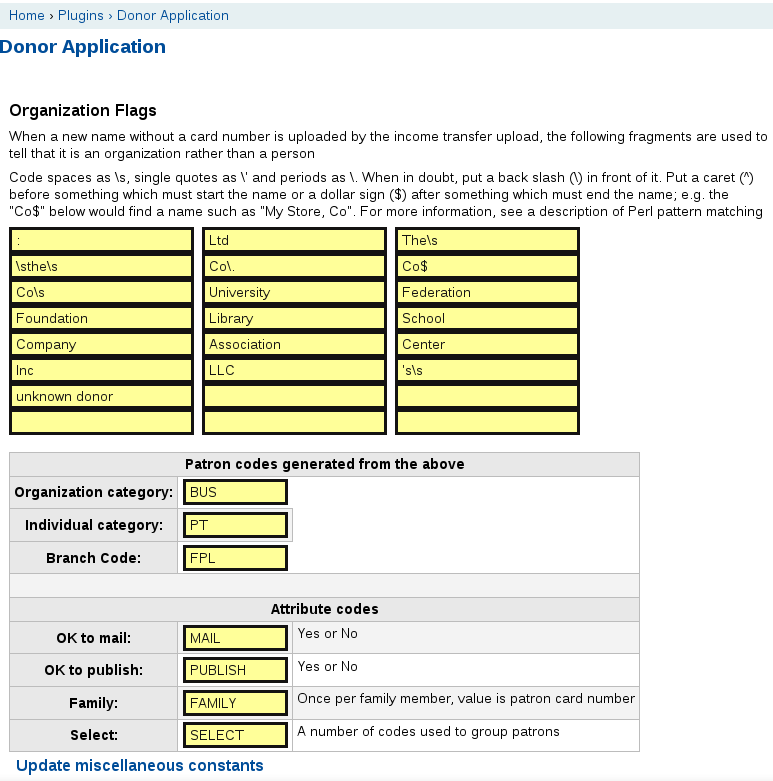 Home › Plugins › Donor Application
Donor Application
Organization Flags
When a new name without a card number is uploaded by the income transfer upload, the following fragments are used to
tell that it is an organization rather than a person
Code spaces as \s, single quotes as \' and periods as \. When in doubt, put a back slash (\) in front of it. Put a caret (^)
before something which must start the name or a dollar sign ($) after something which must end the name; e.g. the
"Co$" below would find a name such as "My Store, Co". For more information, see a description of Perl pattern matching
: Ltd The\s
\sthe\s Co\. Co$
Co\s University Federation
Foundation Library School
Company Association Center
Inc LLC 's\s
unknown donor
Patron codes generated from the above
Organization category: BUS
Individual category: PT
Branch Code: FPL
Attribute codes
OK to mail: MAIL Yes or No
OK to publish: PUBLISH Yes or No
Family: FAMILY Once per family member, value is patron card number
Select: SELECT A number of codes used to group patrons
Update miscellaneous constants